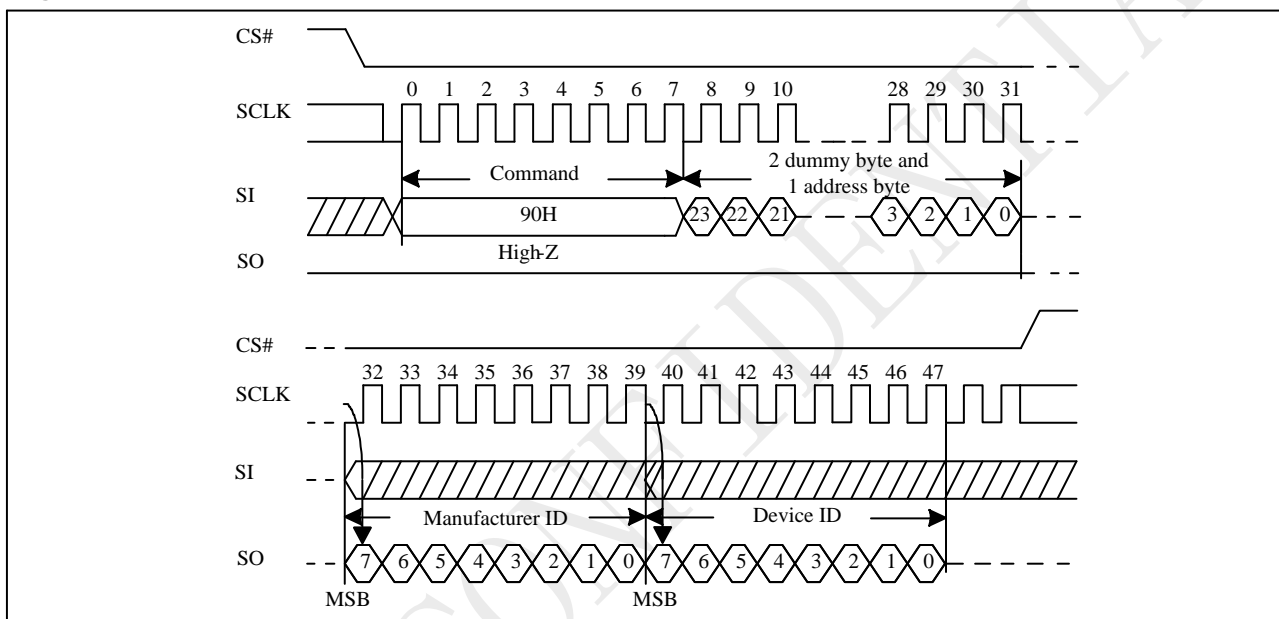 CS#
0 1 2 3 4 5 6 7 8 9 10 28 29 30 31
SCLK
Command
2 dummy byte and
1 address byte
SI
90H
23 22 21 3 2 1 0
High-Z
SO
CS#
32 33 34 35 36 37 38 39 40 41 42 43 44 45 46 47
SCLK
SI
Manufacturer ID Device ID
SO
7 6 5 4 3 2 1 0 7 6 5 4 3 2 1 0
MSB MSB
CONFIDENTIA